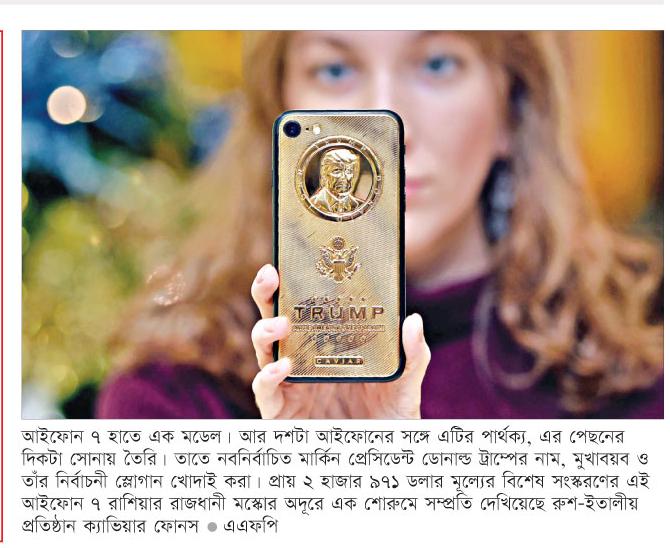 TRUMP
CAVIAR
আইফোন ৭ হাতে এক মডেল। আর দশটা আইফোনের সঙ্গে এটির পার্থক্য, এর পেছনের
দিকটা সোনায় তৈরি। তাতে নবনির্বাচিত মার্কিন প্রেসিডেন্ট ডোনাল্ড ট্রাম্পের নাম, মুখাবয়ব ও
তাঁর নির্বাচনী স্লোগান খোদাই করা। প্রায় ২ হাজার ৯৭১ ডলার মূল্যের বিশেষ সংস্করণের এই
আইফোন ৭ রাশিয়ার রাজধানী মস্কোর অদূরে এক শোরুমে সম্প্রতি দেখিয়েছে রুশ-ইতালীয়
প্রতিষ্ঠান ক্যাভিয়ার ফোনস ● এএফপি